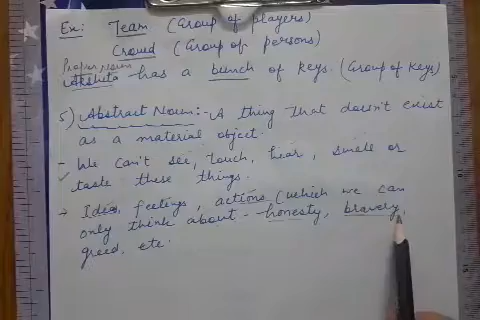 Ex: Team (Group of players)
Crowd (Group of persons)
Proper noun
Akshita has a bunch of keys. (Group of keys)
5) Abstract Noun:- A thing that doesn't exist
as a material object.
- We can't see, touch, hear, smell or
taste these things.
→ Idea, feelings, actions (which we can
only think about - honesty, bravery,
greed, etc.